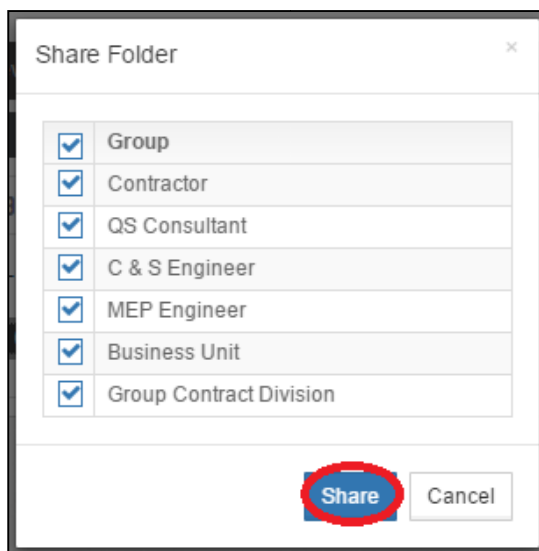 Share Folder
×
Group
Contractor
QS Consultant
C & S Engineer
MEP Engineer
Business Unit
Group Contract Division
Share Cancel